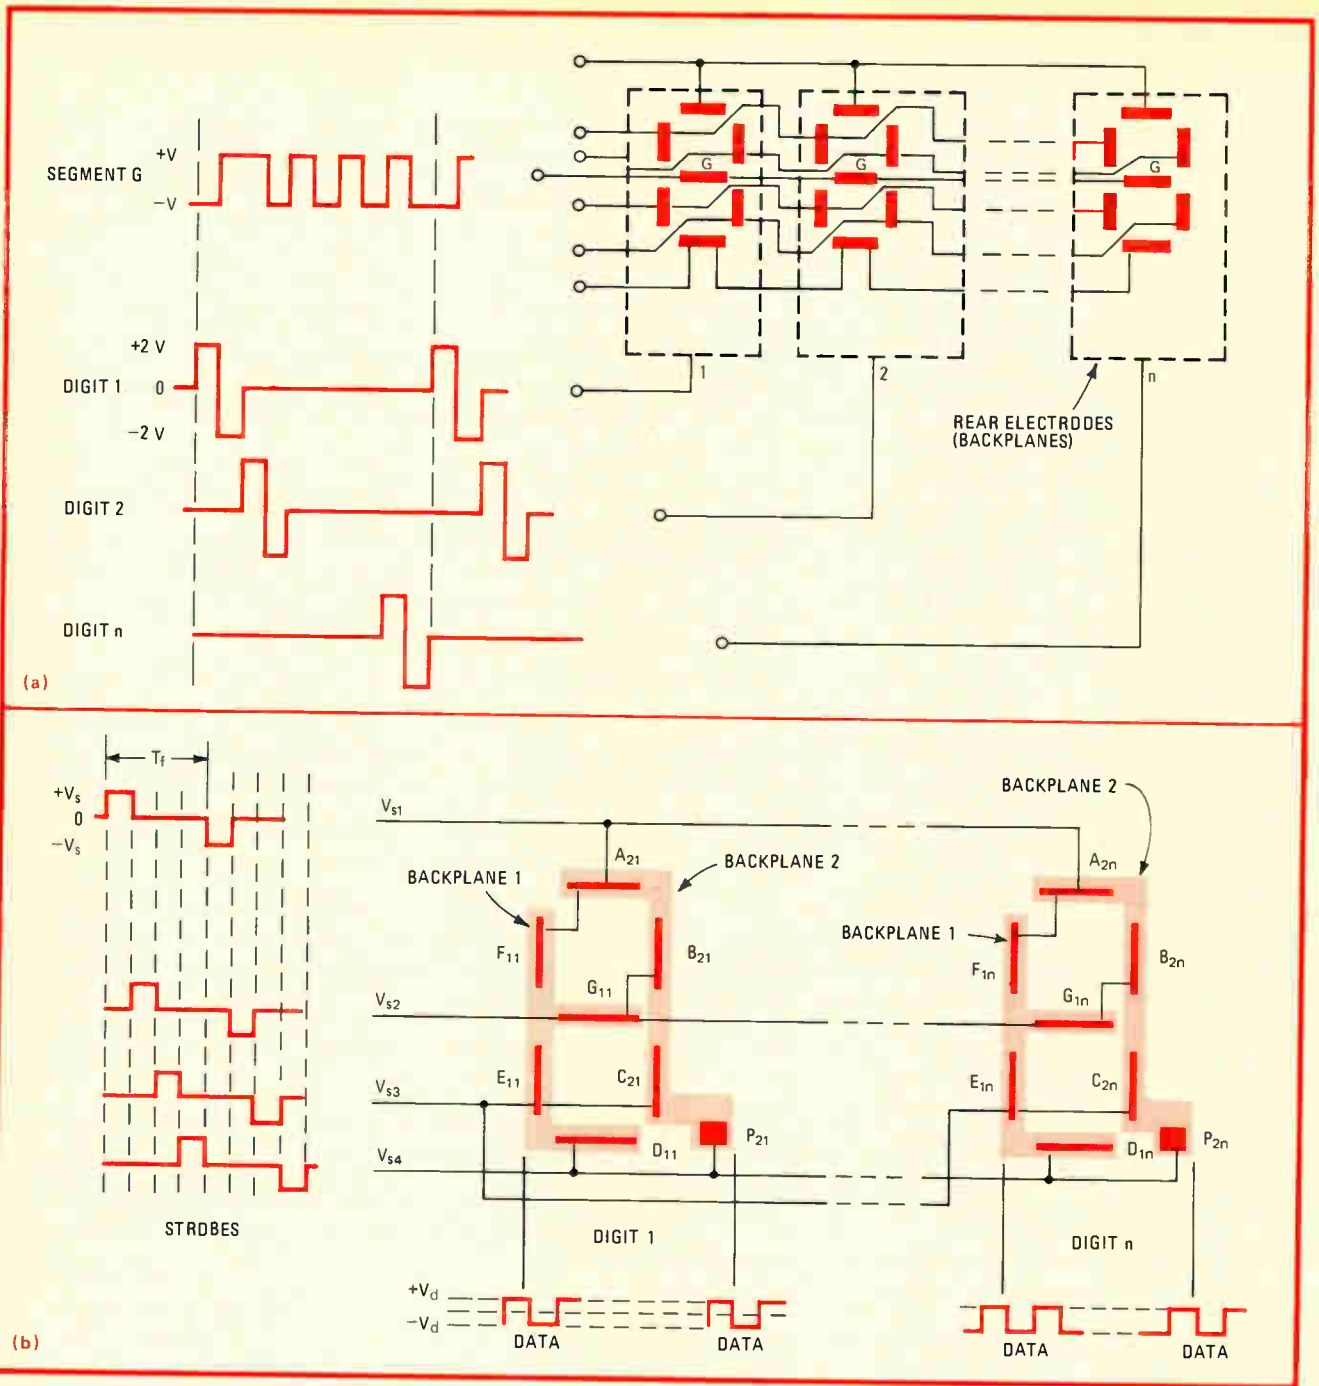 SEGMENT G
+V
−V
G
G
G
+2 V
DIGIT 1
0
−2 V
1
2
n
REAR ELECTRODES
(BACKPLANES)
DIGIT 2
DIGIT n
(a)
Tf
+Vs
0
−Vs
Vs1
A21
BACKPLANE 1
BACKPLANE 2
F11
B21
G11
Vs2
E11
C21
Vs3
P21
D11
Vs4
BACKPLANE 2
A2n
BACKPLANE 1
F1n
B2n
G1n
E1n
C2n
D1n
P2n
STROBES
DIGIT 1
DIGIT n
+Vd
−Vd
DATA
DATA
DATA
DATA
(b)